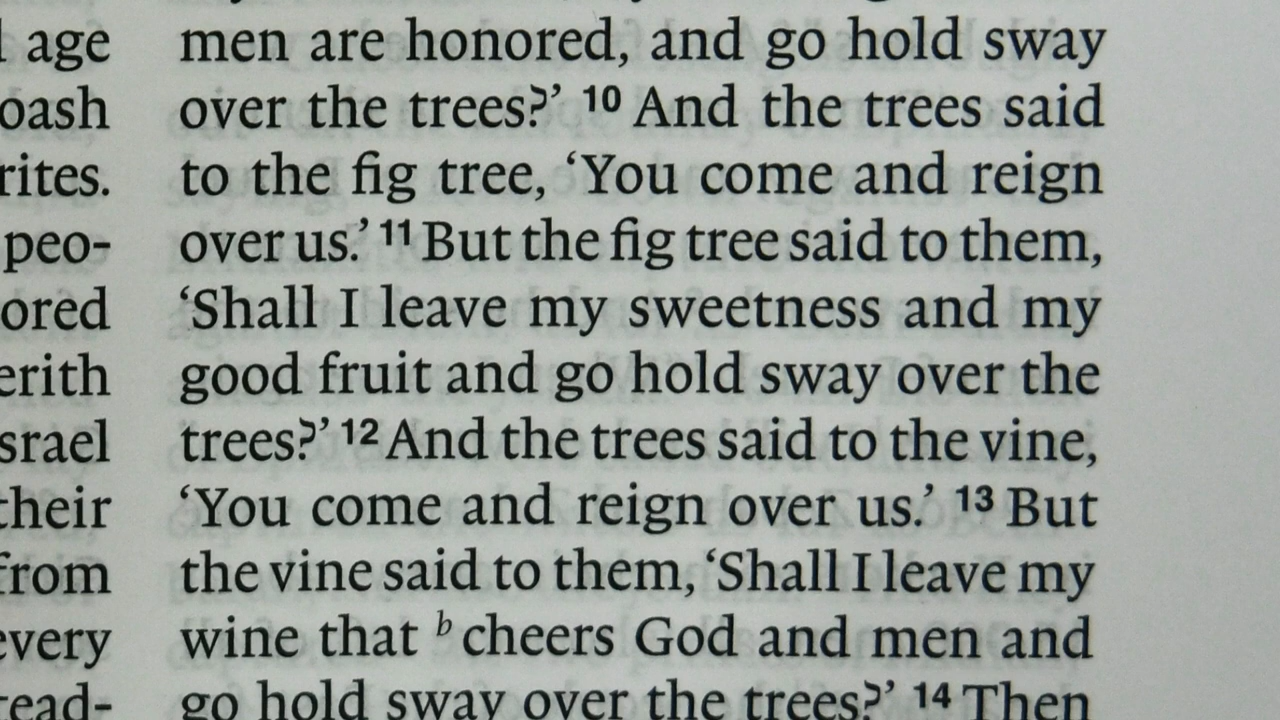 age
oash
rites.
peo-
ored
erith
srael
their
from
every
read-
men are honored, and go hold sway
over the trees?’ 10 And the trees said
to the fig tree, ‘You come and reign
over us.’ 11 But the fig tree said to them,
‘Shall I leave my sweetness and my
good fruit and go hold sway over the
trees?’ 12 And the trees said to the vine,
‘You come and reign over us.’ 13 But
the vine said to them, ‘Shall I leave my
wine that b cheers God and men and
go hold sway over the trees?’ 14 Then